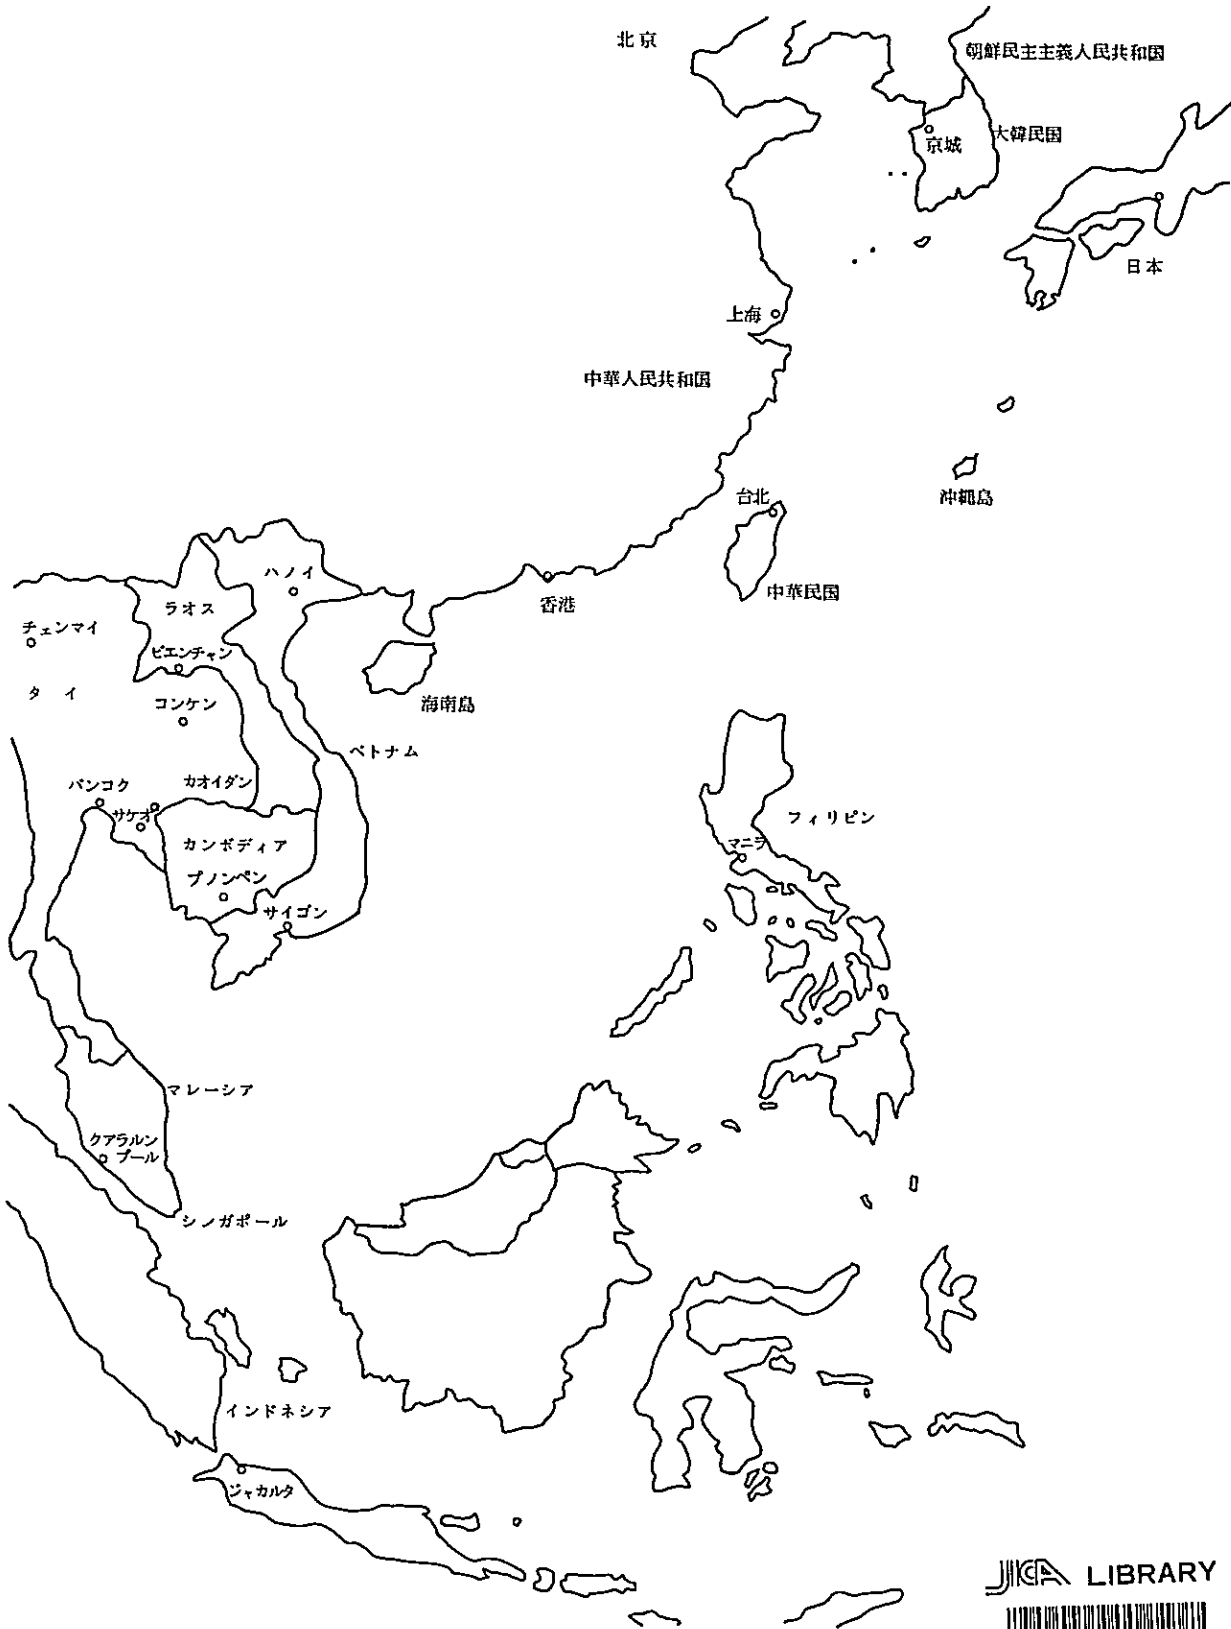 北京
朝鮮民主主義人民共和国
京城
大韓民国
日本
上海
中華人民共和国
台北
沖縄島
中華民国
香港
ハノイ
ラオス
チェンマイ
ビエンチャン
タイ
コンケン
海南島
ベトナム
バンコク
カオイダン
サケオ
カンボディア
プノンペン
サイゴン
フィリピン
マニラ
マレーシア
クアラルン
プール
シンガポール
インドネシア
ジャカルタ
JICA LIBRARY